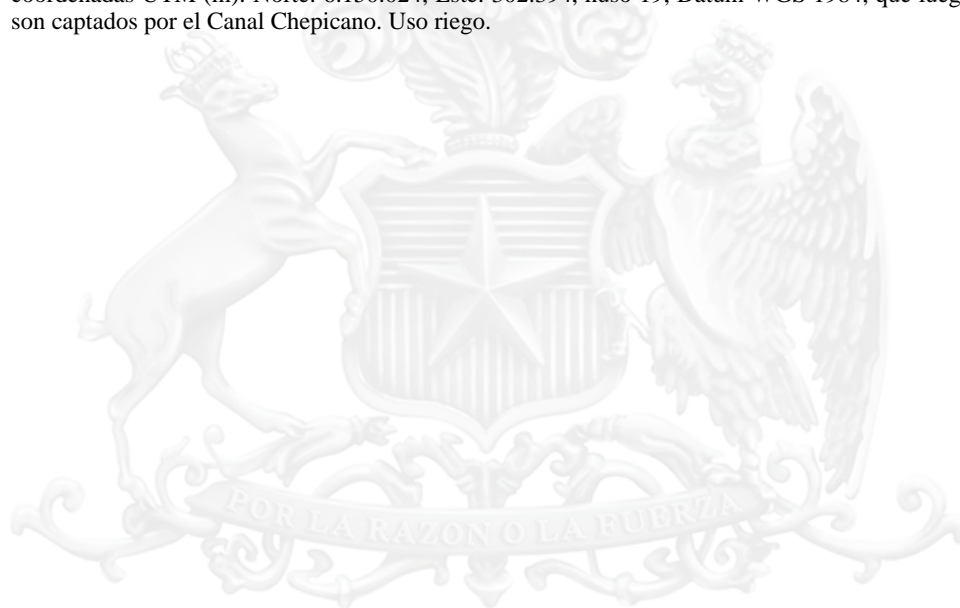 coordenadas UTM (m): Norte: 6.150.024, Este: 302.394, huso 19, Datum WGS 1984, que luego
son captados por el Canal Chepicano. Uso riego.
POR LA RAZON O LA FUERZA